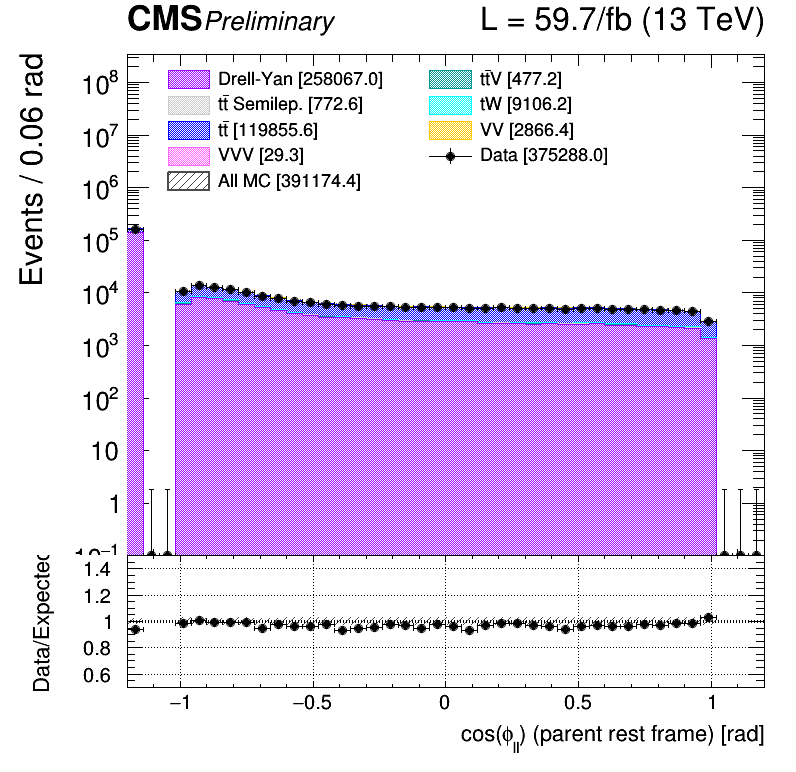 CMS Preliminary L = 59.7/fb (13 TeV)
Events / 0.06 rad
Drell-Yan [258067.0]
tt̄ Semilep. [772.6]
tt̄ [119855.6]
VVV [29.3]
All MC [391174.4]
tt̄V [477.2]
tW [9106.2]
VV [2866.4]
Data [375288.0]
10⁸
10⁷
10⁶
10⁵
10⁴
10³
10²
10
1
10⁻¹
Data/Expected
1.4
1.2
1
0.8
0.6
−1 −0.5 0 0.5 1
cos(ϕ_ll) (parent rest frame) [rad]